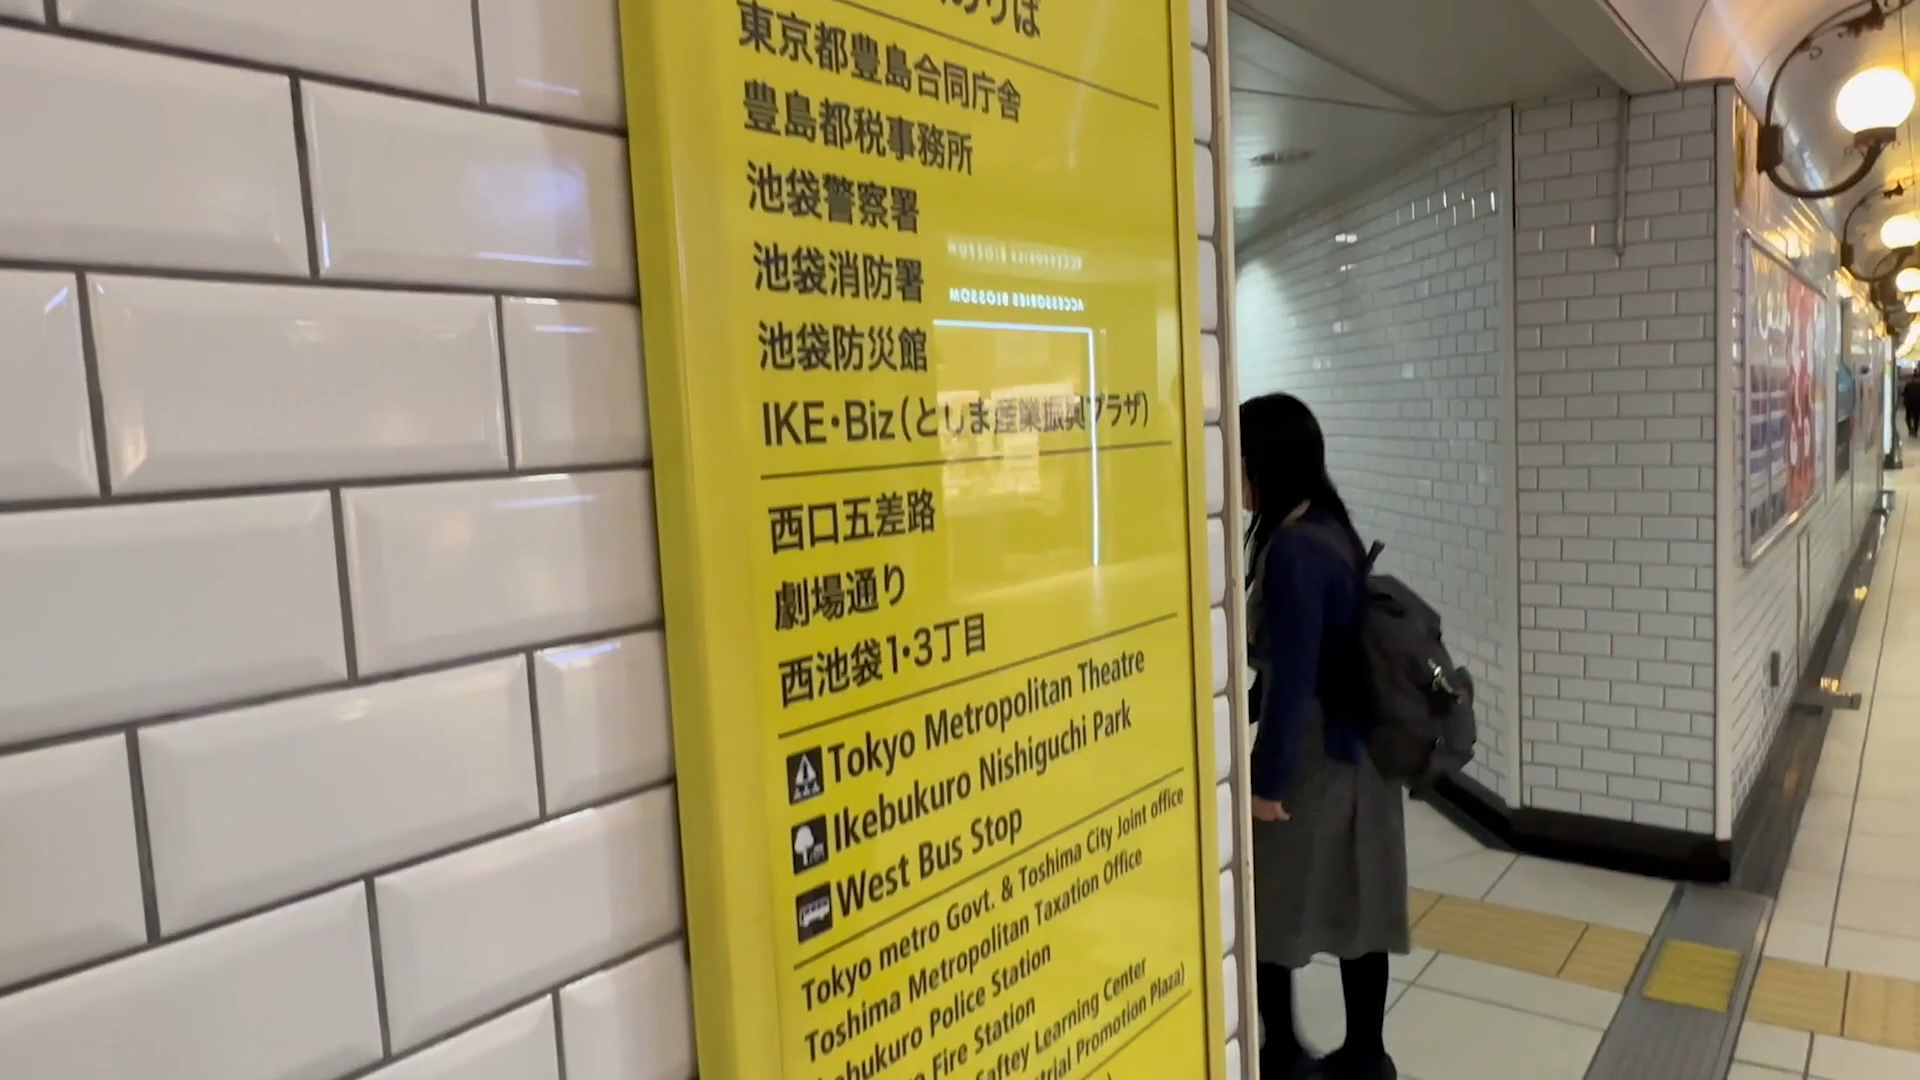 東京都豊島合同庁舎
豊島都税事務所
池袋警察署
池袋消防署
池袋防災館
IKE・Biz(としま産業振興プラザ)
西口五差路
劇場通り
西池袋1・3丁目
Tokyo Metropolitan Theatre
Ikebukuro Nishiguchi Park
West Bus Stop
Tokyo metro Govt. & Toshima City Joint office
Toshima Metropolitan Taxation Office
Police Station
Fire Station
Saftey Learning Center
Promotion Plaza)
ACCESSORIES BLOSSOM
ACCESSORIES BLOSSOM